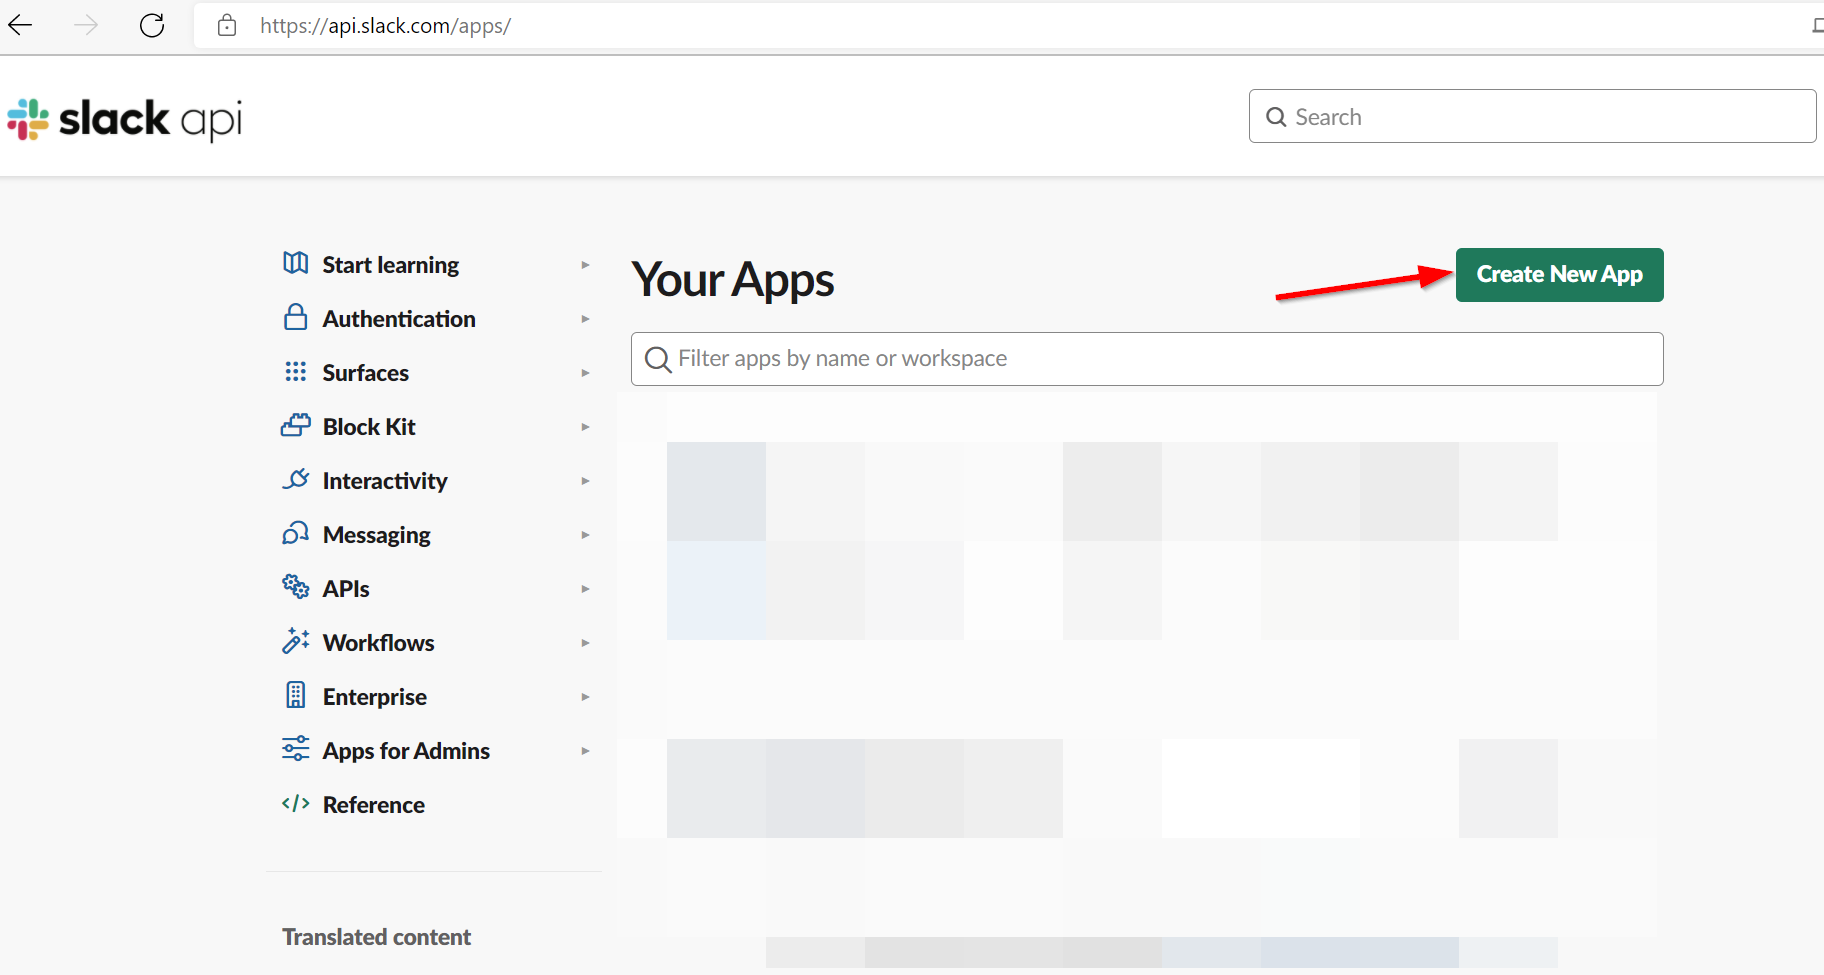 https://api.slack.com/apps/
slack api
Search
Start learning
Authentication
Surfaces
Block Kit
Interactivity
Messaging
APIs
Workflows
Enterprise
Apps for Admins
Reference
Translated content
Your Apps
Create New App
Filter apps by name or workspace